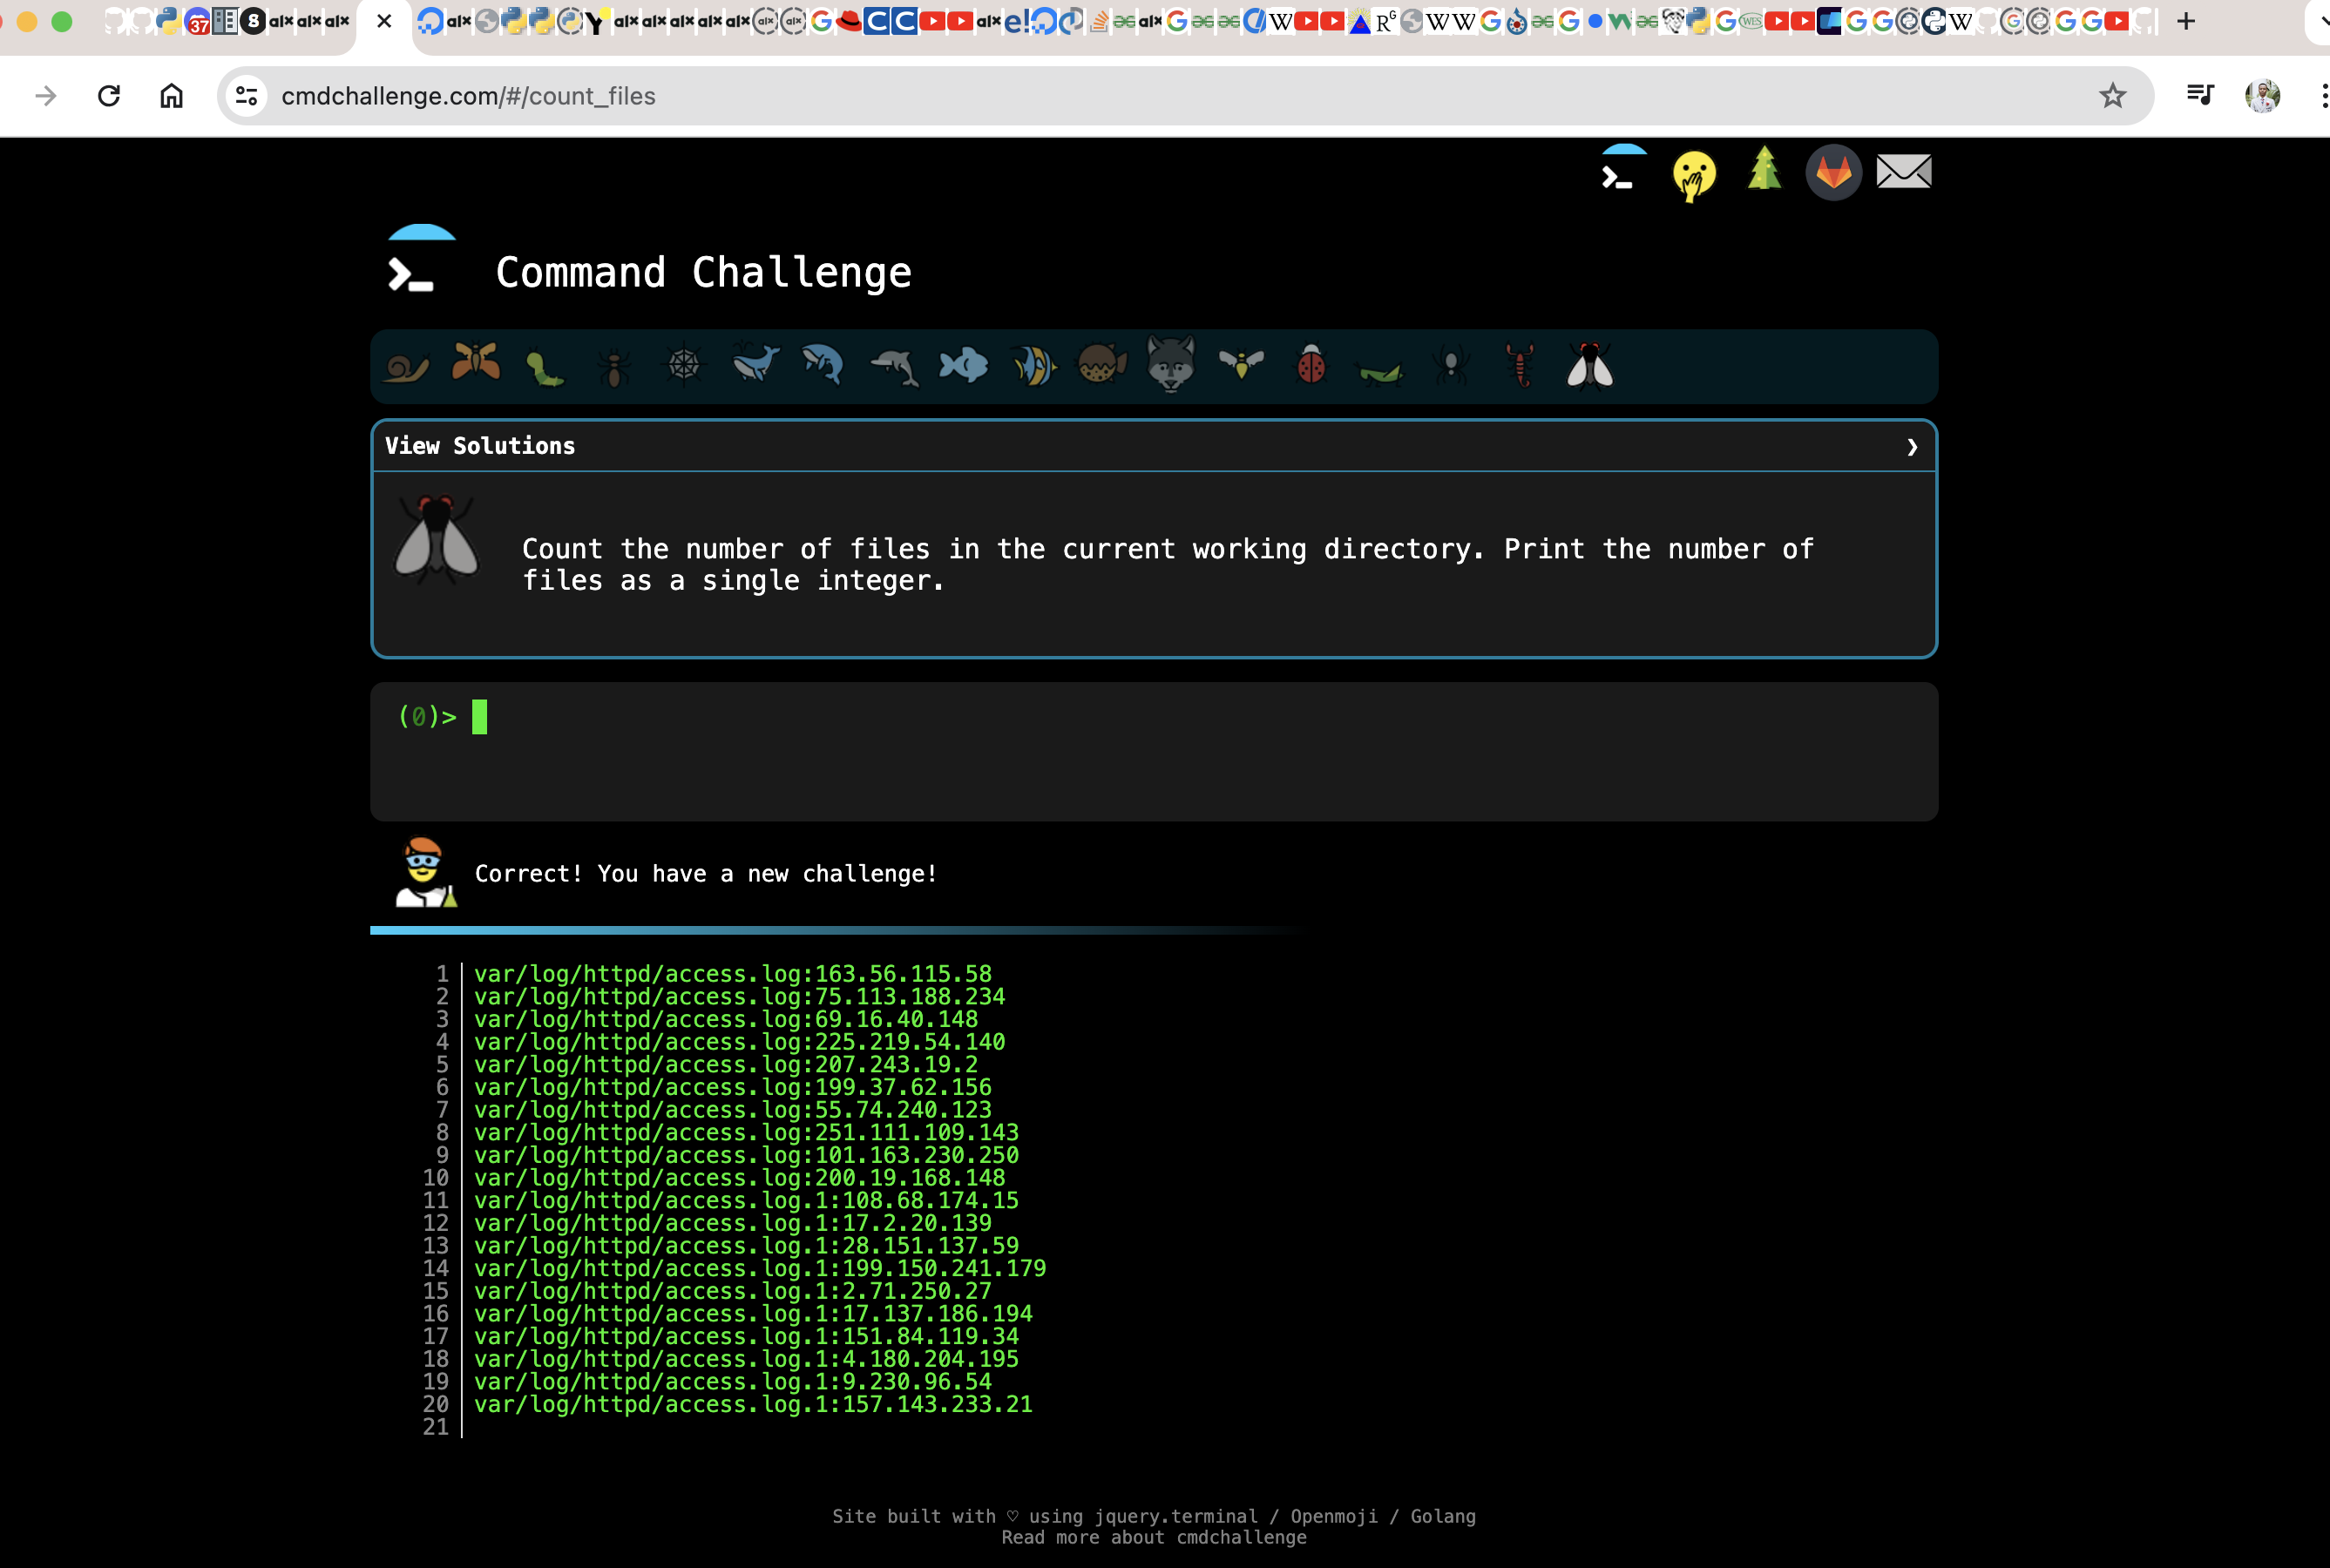 cmdchallenge.com/#/count_files
Command Challenge
View Solutions
Count the number of files in the current working directory. Print the number of
files as a single integer.
(0)>
Correct! You have a new challenge!
1 var/log/httpd/access.log:163.56.115.58
2 var/log/httpd/access.log:75.113.188.234
3 var/log/httpd/access.log:69.16.40.148
4 var/log/httpd/access.log:225.219.54.140
5 var/log/httpd/access.log:207.243.19.2
6 var/log/httpd/access.log:199.37.62.156
7 var/log/httpd/access.log:55.74.240.123
8 var/log/httpd/access.log:251.111.109.143
9 var/log/httpd/access.log:101.163.230.250
10 var/log/httpd/access.log:200.19.168.148
11 var/log/httpd/access.log.1:108.68.174.15
12 var/log/httpd/access.log.1:17.2.20.139
13 var/log/httpd/access.log.1:28.151.137.59
14 var/log/httpd/access.log.1:199.150.241.179
15 var/log/httpd/access.log.1:2.71.250.27
16 var/log/httpd/access.log.1:17.137.186.194
17 var/log/httpd/access.log.1:151.84.119.34
18 var/log/httpd/access.log.1:4.180.204.195
19 var/log/httpd/access.log.1:9.230.96.54
20 var/log/httpd/access.log.1:157.143.233.21
21
Site built with ♡ using jquery.terminal / Openmoji / Golang
Read more about cmdchallenge